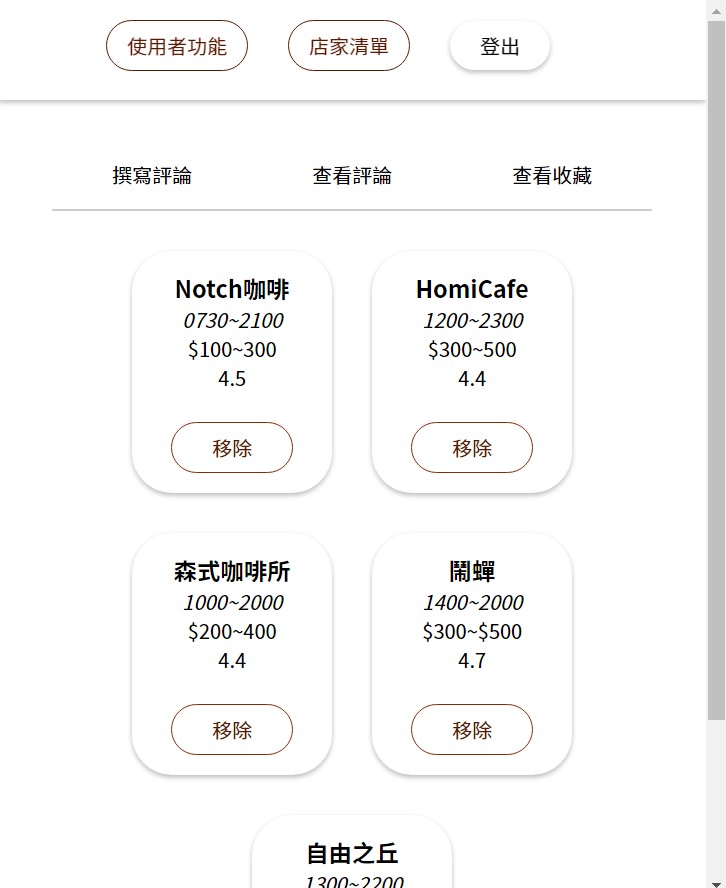 使用者功能
店家清單
登出
撰寫評論
查看評論
查看收藏
Notch咖啡
0730~2100
$100~300
4.5
移除
HomiCafe
1200~2300
$300~500
4.4
移除
森式咖啡所
1000~2000
$200~400
4.4
移除
鬧蟬
1400~2000
$300~$500
4.7
移除
自由之丘
1300~2200